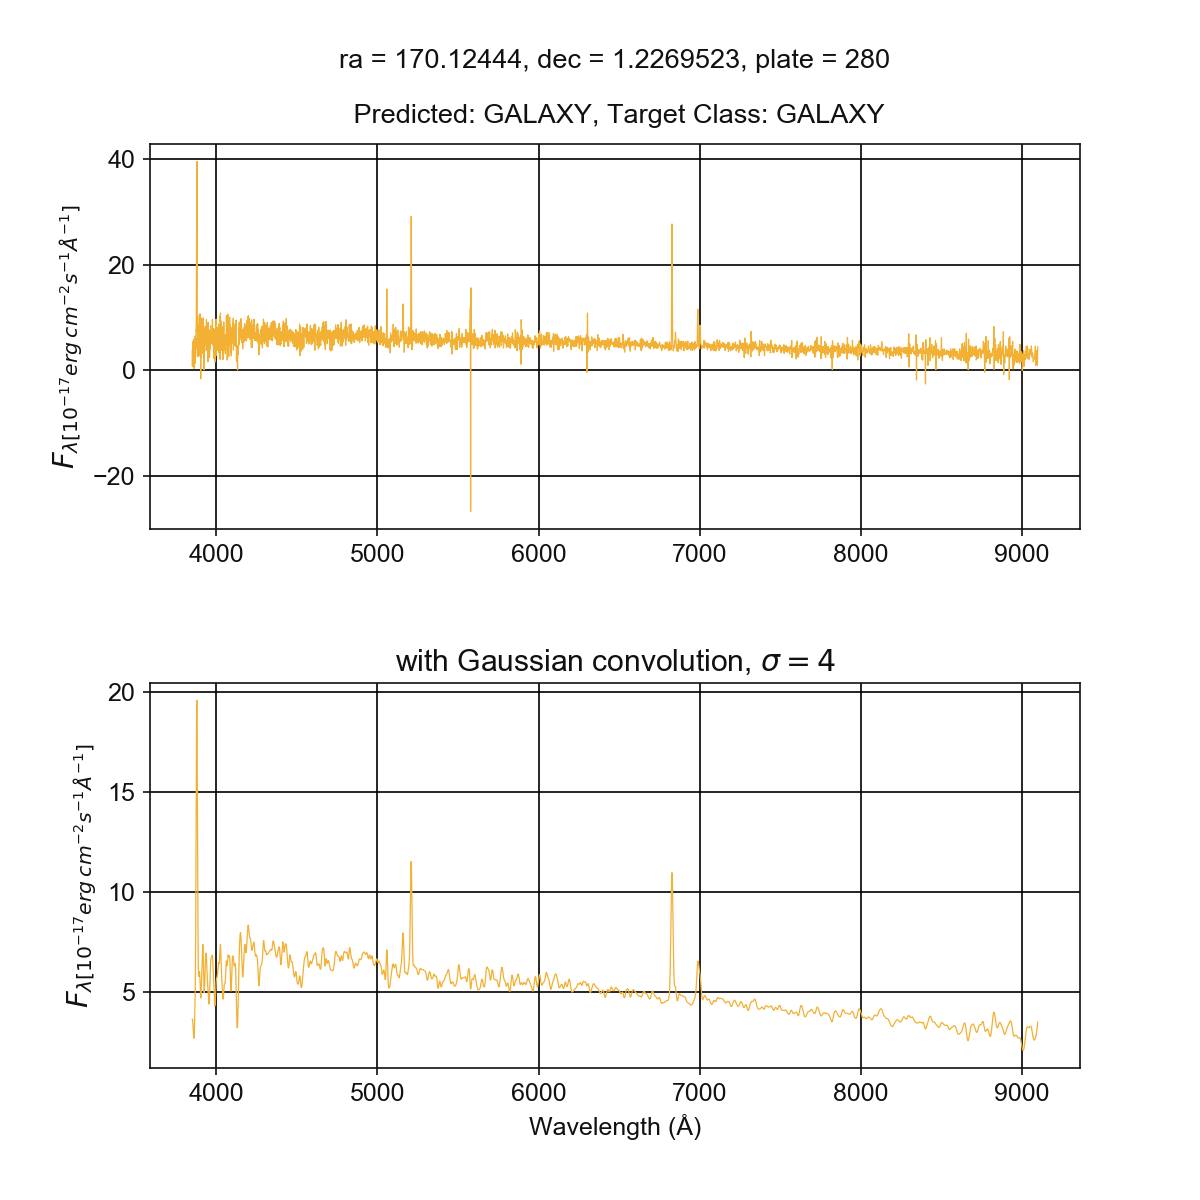 ra = 170.12444, dec = 1.2269523, plate = 280
Predicted: GALAXY, Target Class: GALAXY
40
20
0
−20
F_{λ[10^{−17} erg cm^{−2} s^{−1} Å^{−1}]}
4000 5000 6000 7000 8000 9000
with Gaussian convolution, σ = 4
20
15
10
5
F_{λ[10^{−17} erg cm^{−2} s^{−1} Å^{−1}]}
4000 5000 6000 7000 8000 9000
Wavelength (Å)